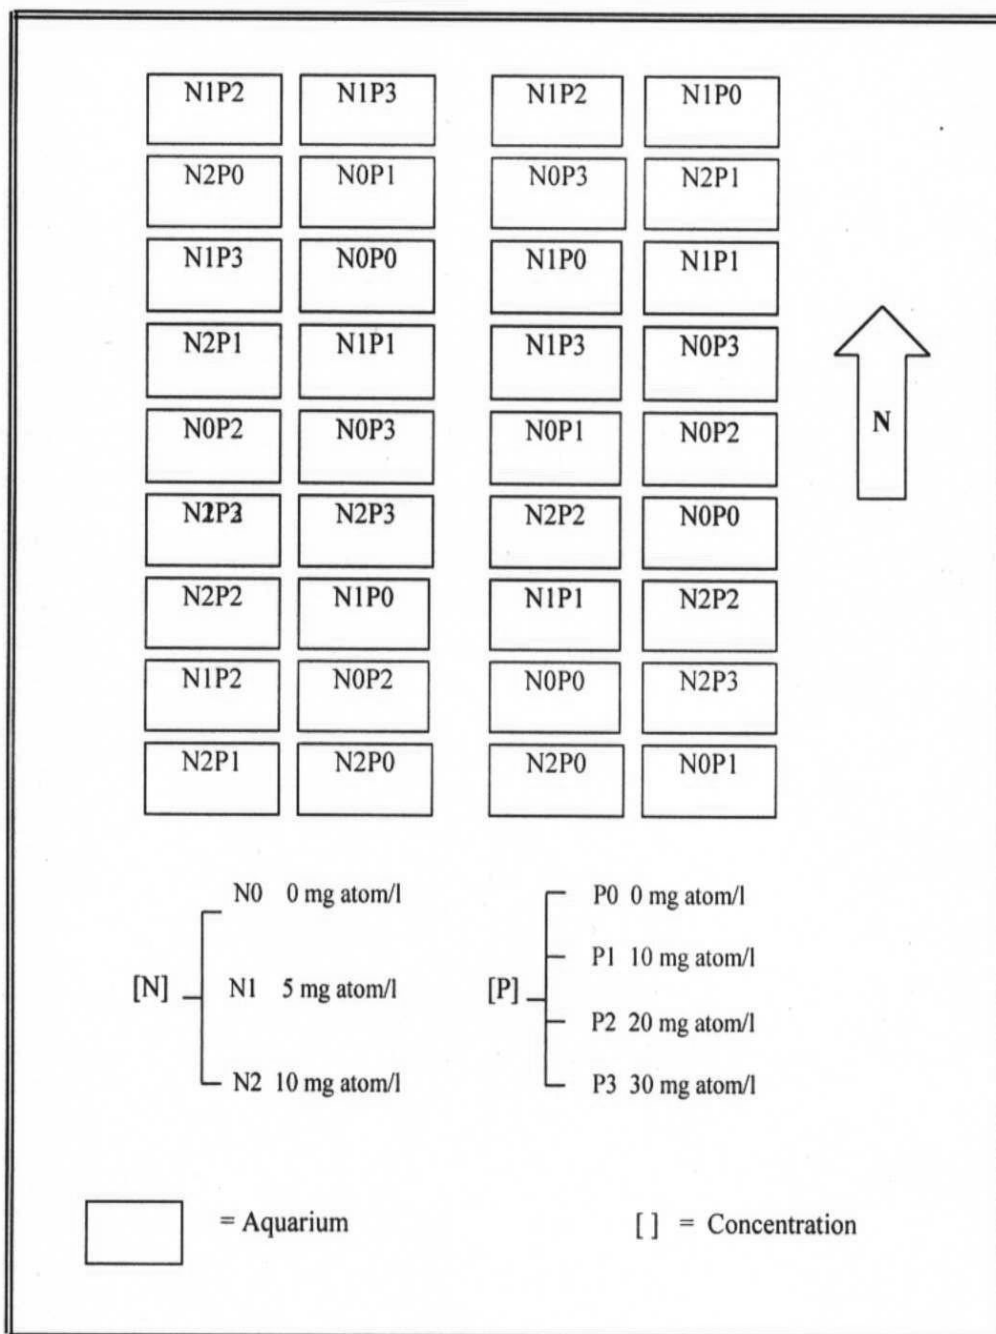 N1P2 N1P3 N1P2 N1P0
N2P0 N0P1 N0P3 N2P1
N1P3 N0P0 N1P0 N1P1
N2P1 N1P1 N1P3 N0P3
N0P2 N0P3 N0P1 N0P2
N2P3 N2P2 N0P0
N2P2 N1P0 N1P1 N2P2
N1P2 N0P2 N0P0 N2P3
N2P1 N2P0 N2P0 N0P1
N
N0 0 mg atom/l P0 0 mg atom/l
P1 10 mg atom/l
[N] N1 5 mg atom/l [P]
P2 20 mg atom/l
N2 10 mg atom/l P3 30 mg atom/l
= Aquarium [ ] = Concentration